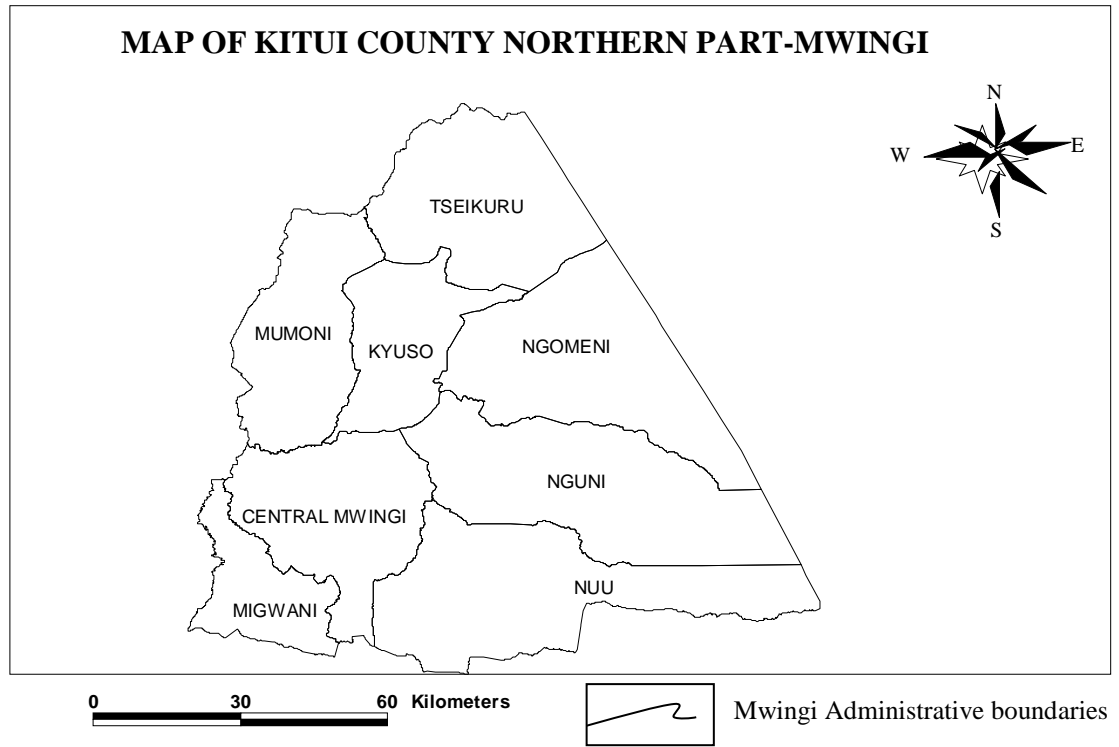 MAP OF KITUI COUNTY NORTHERN PART-MWINGI
N
W
E
S
TSEIKURU
MUMONI
KYUSO
NGOMENI
NGUNI
CENTRAL MWINGI
NUU
MIGWANI
0 30 60 Kilometers
Mwingi Administrative boundaries